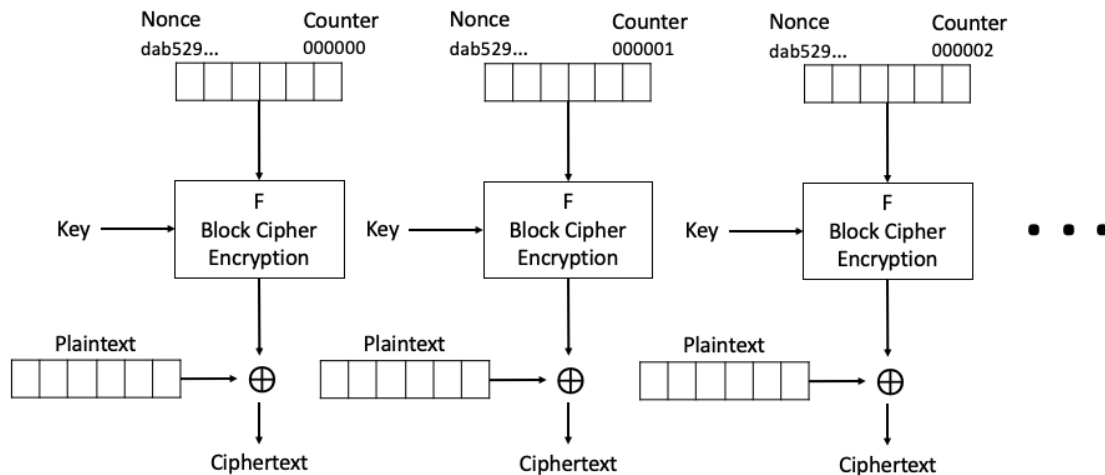 Nonce Counter
dab529... 000000
Nonce Counter
dab529... 000001
Nonce Counter
dab529... 000002
Key
F
Block Cipher
Encryption
Key
F
Block Cipher
Encryption
Key
F
Block Cipher
Encryption
Plaintext
Plaintext
Plaintext
Ciphertext
Ciphertext
Ciphertext